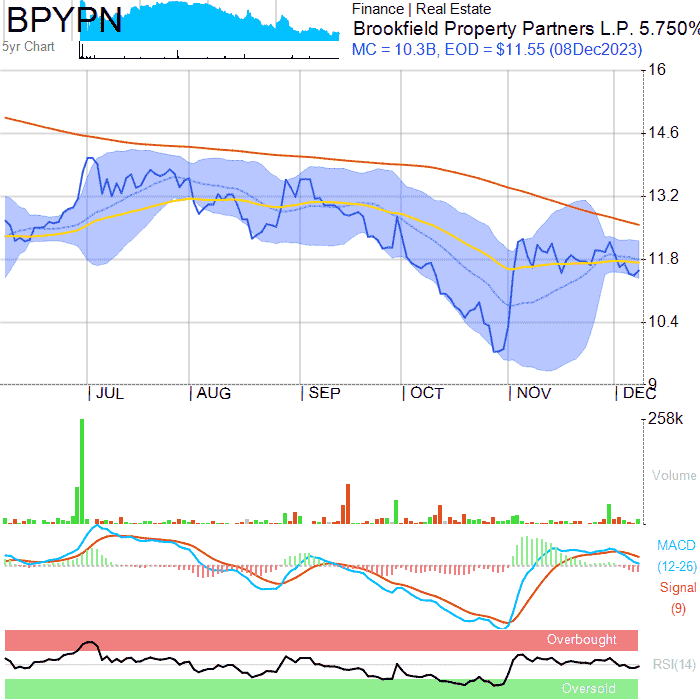 BPYPN
5yr Chart
Finance | Real Estate
Brookfield Property Partners L.P. 5.750%
MC = 10.3B, EOD = $11.55 (08Dec2023)
16
14.6
13.2
11.8
10.4
9
JUL
AUG
SEP
OCT
NOV
DEC
258k
Volume
MACD
(12-26)
Signal
(9)
Overbought
RSI(14)
Oversold